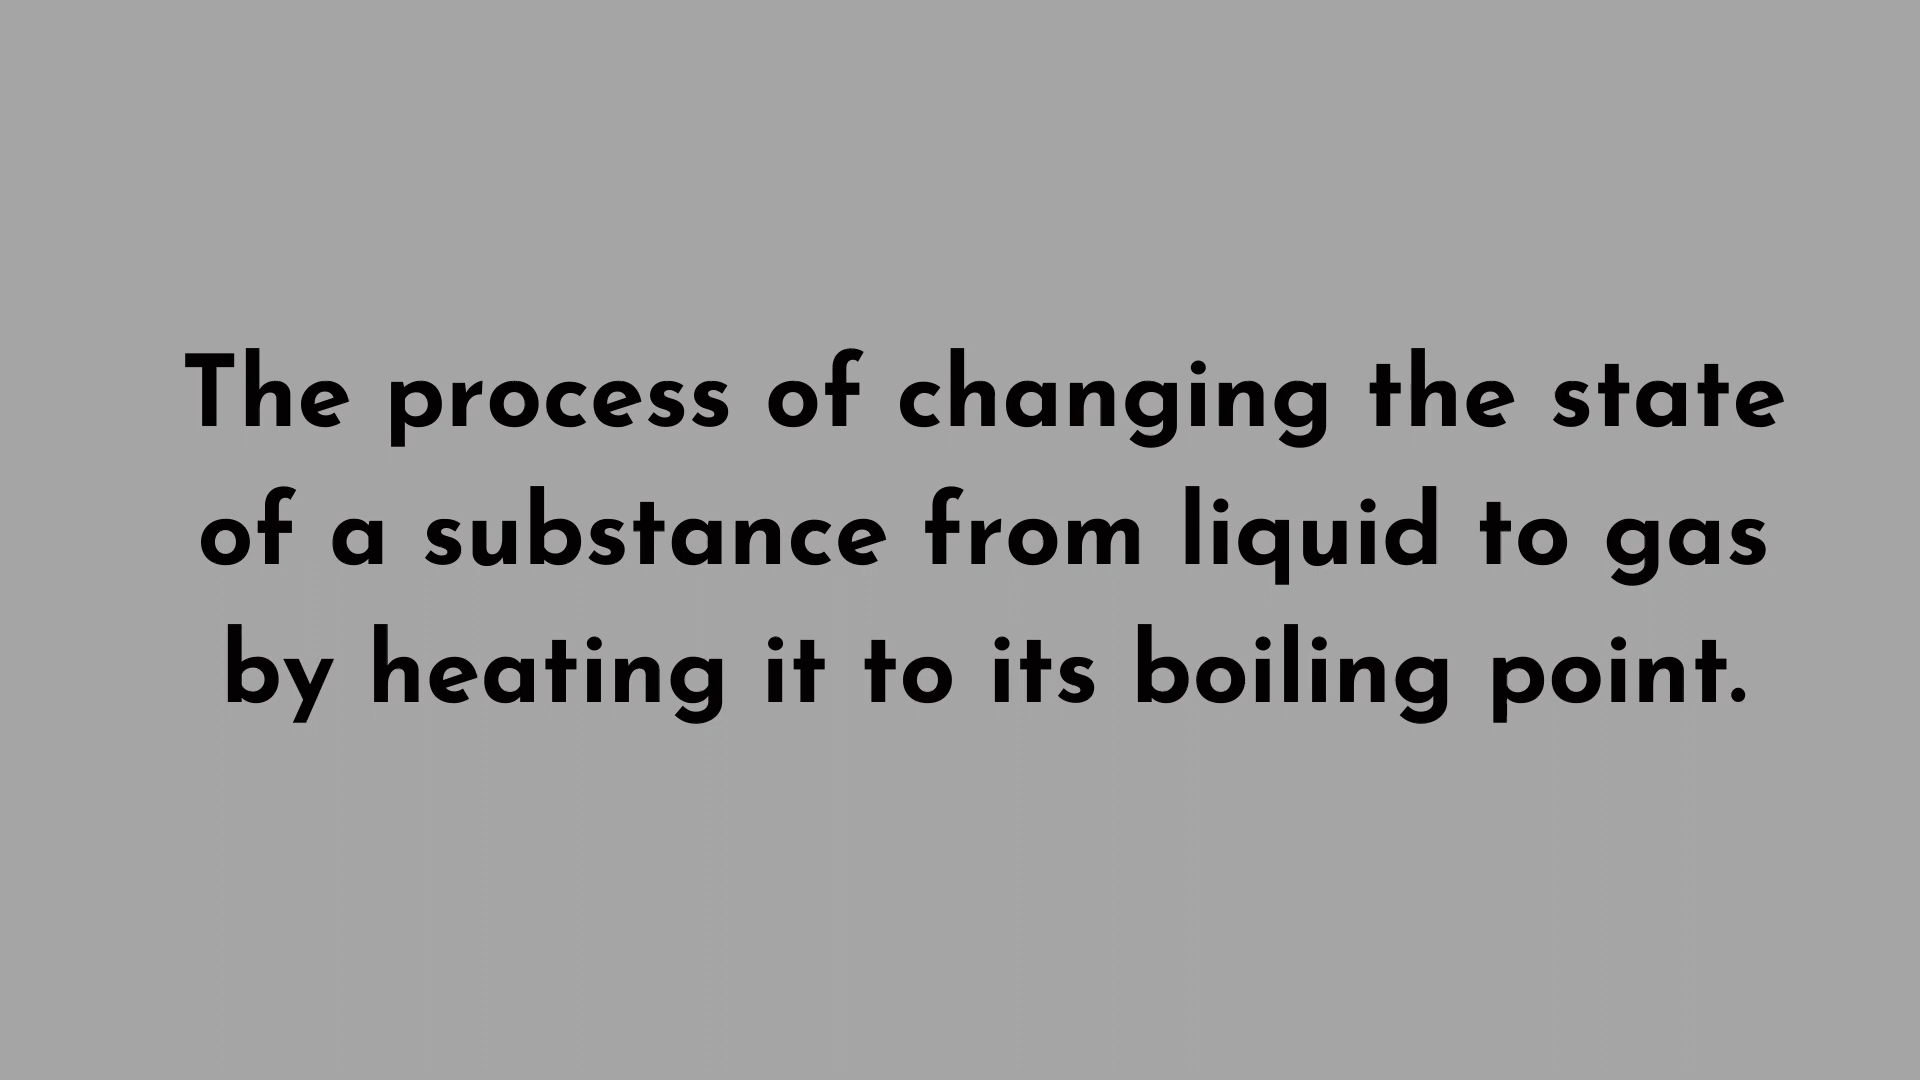 The process of changing the state
of a substance from liquid to gas
by heating it to its boiling point.